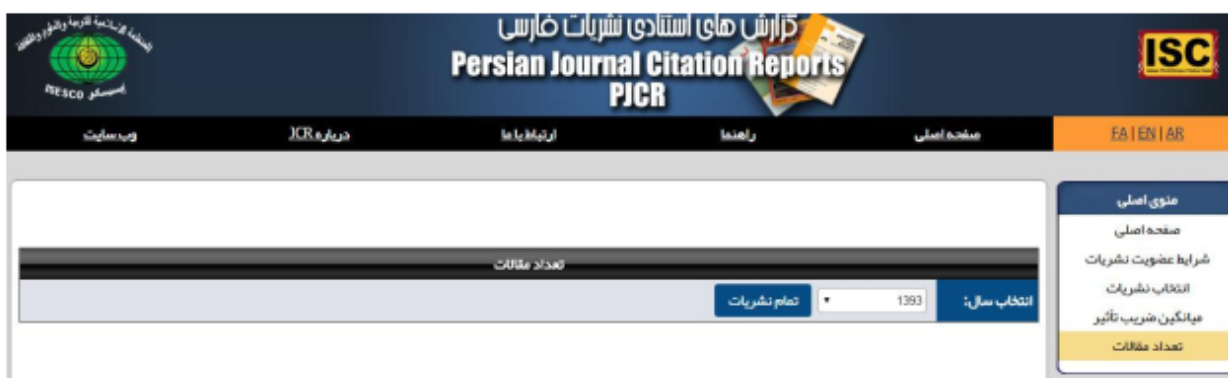 گزارش های استنادی نشریات فارسی
Persian Journal Citation Reports
PJCR
ISC
ISESCO ایسیسکو
FA | EN | AR
صفحه اصلی
راهنما
ارتباط با ما
درباره JCR
وب سایت
منوی اصلی
صفحه اصلی
شرایط عضویت نشریات
انتخاب نشریات
میانگین ضریب تأثیر
تعداد مقالات
تعداد مقالات
انتخاب سال: 1393 تمام نشریات